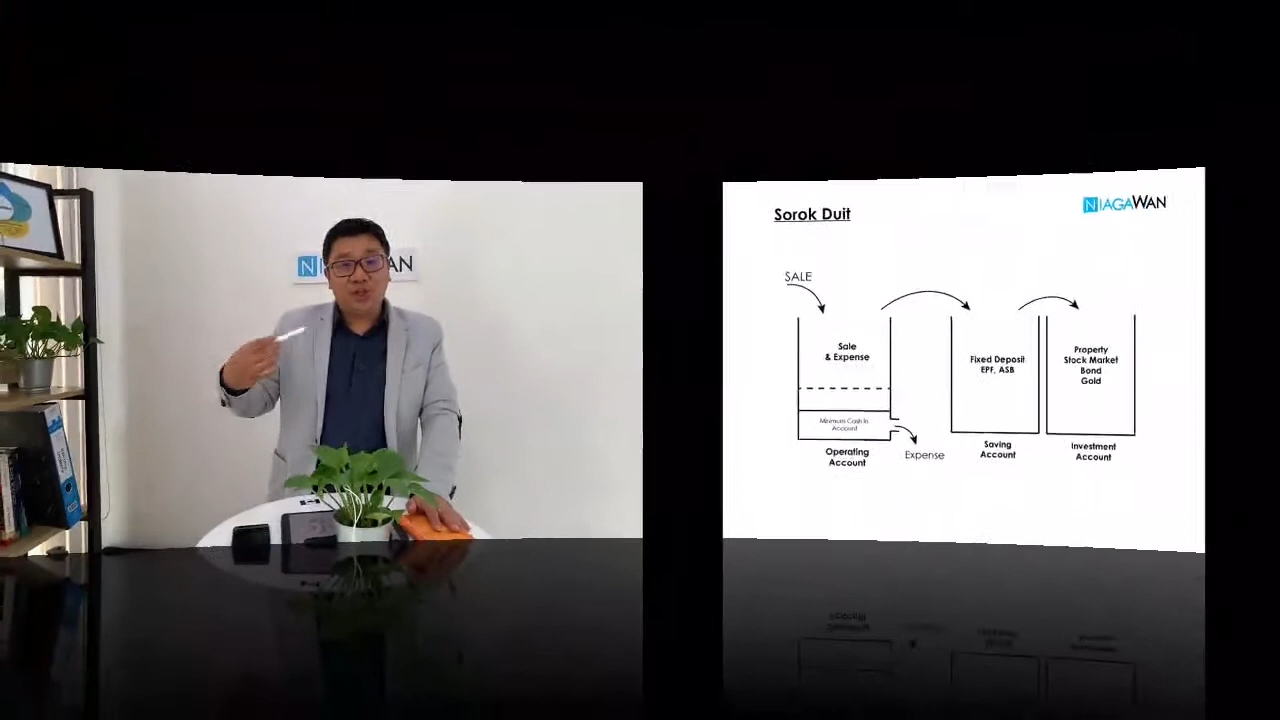 NIAGAWAN
Sorok Duit
NIAGAWAN
SALE
Sale
& Expense
Minimum Cash In
Account
Operating
Account
Expense
Fixed Deposit
EPF, ASB
Saving
Account
Property
Stock Market
Bond
Gold
Investment
Account